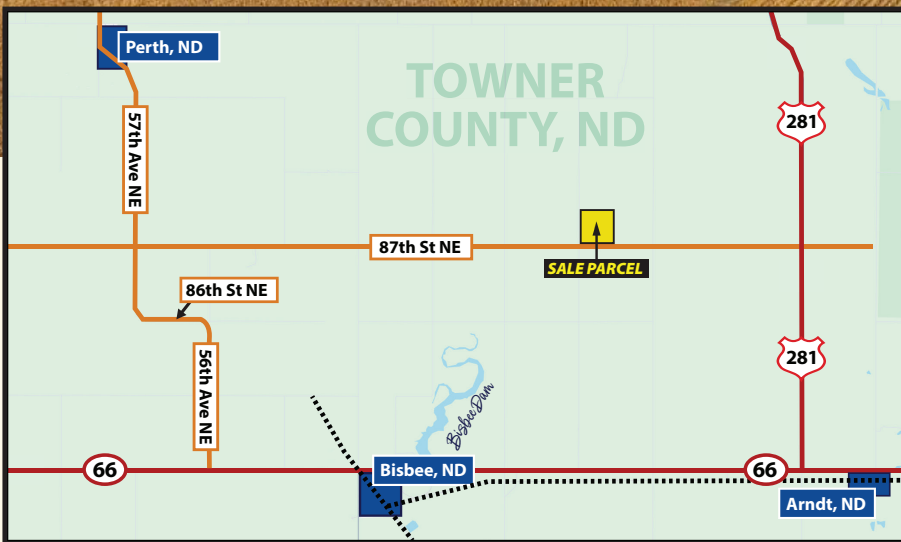 Perth, ND
TOWNER
COUNTY, ND
281
57th Ave NE
87th St NE
SALE PARCEL
86th St NE
56th Ave NE
281
Bisbee Dam
66
Bisbee, ND
66
Arndt, ND